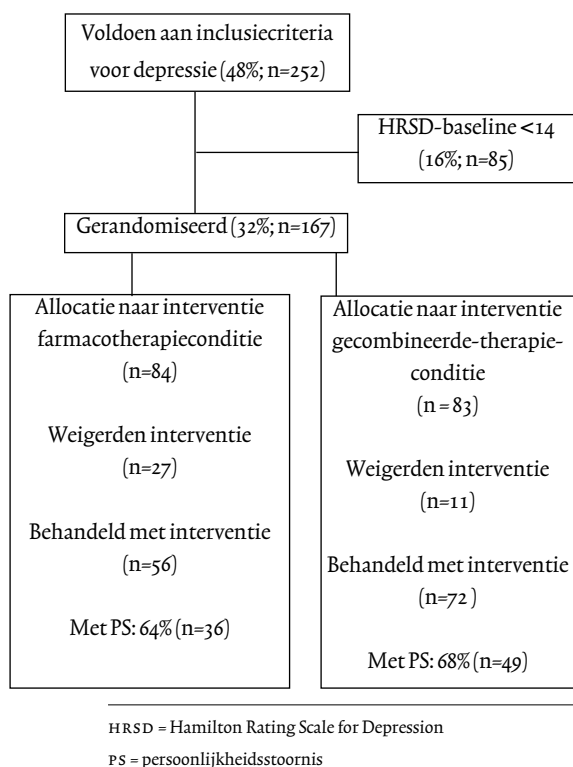 Voldoen aan inclusiecriteria
voor depressie (48%; n=252)
HRSD-baseline <14
(16%; n=85)
Gerandomiseerd (32%; n=167)
Allocatie naar interventie
farmacotherapieconditie
(n=84)
Weigerden interventie
(n=27)
Behandeld met interventie
(n=56)
Met PS: 64% (n=36)
Allocatie naar interventie
gecombineerde-therapie-
conditie
(n = 83)
Weigerden interventie
(n=11)
Behandeld met interventie
(n=72)
Met PS: 68% (n=49)
HRSD = Hamilton Rating Scale for Depression
PS = persoonlijkheidsstoornis